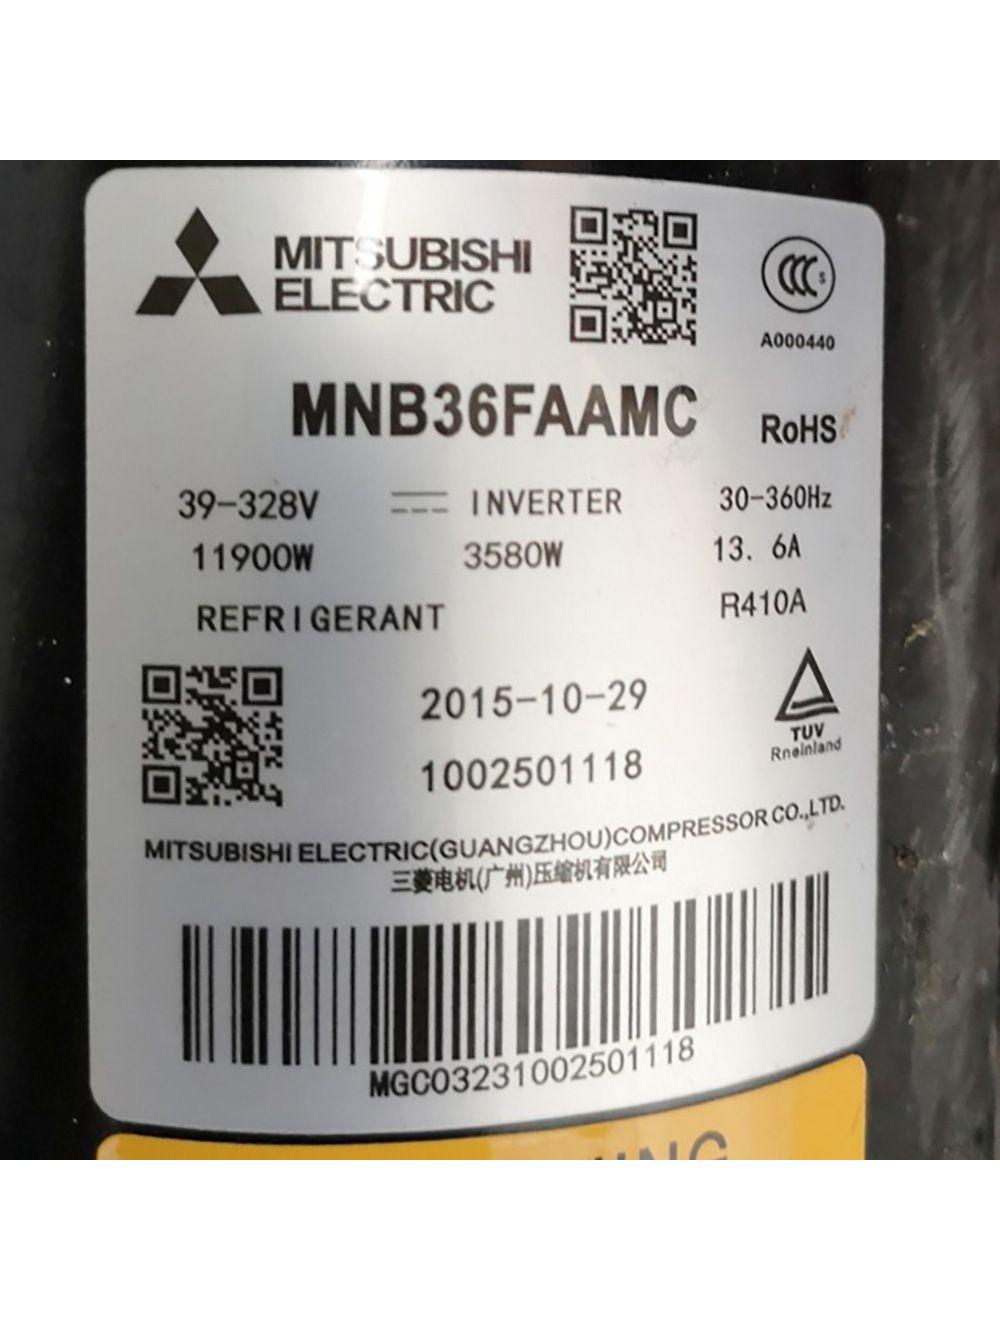 MITSUBISHI
ELECTRIC
CCC S
A000440
MNB36FAAMC
RoHS
39-328V INVERTER 30-360Hz
11900W 3580W 13. 6A
REFRIGERANT R410A
2015-10-29
1002501118
TUV
Rheinland
MITSUBISHI ELECTRIC(GUANGZHOU)COMPRESSOR CO.,LTD.
三菱电机(广州)压缩机有限公司
MGC03231002501118